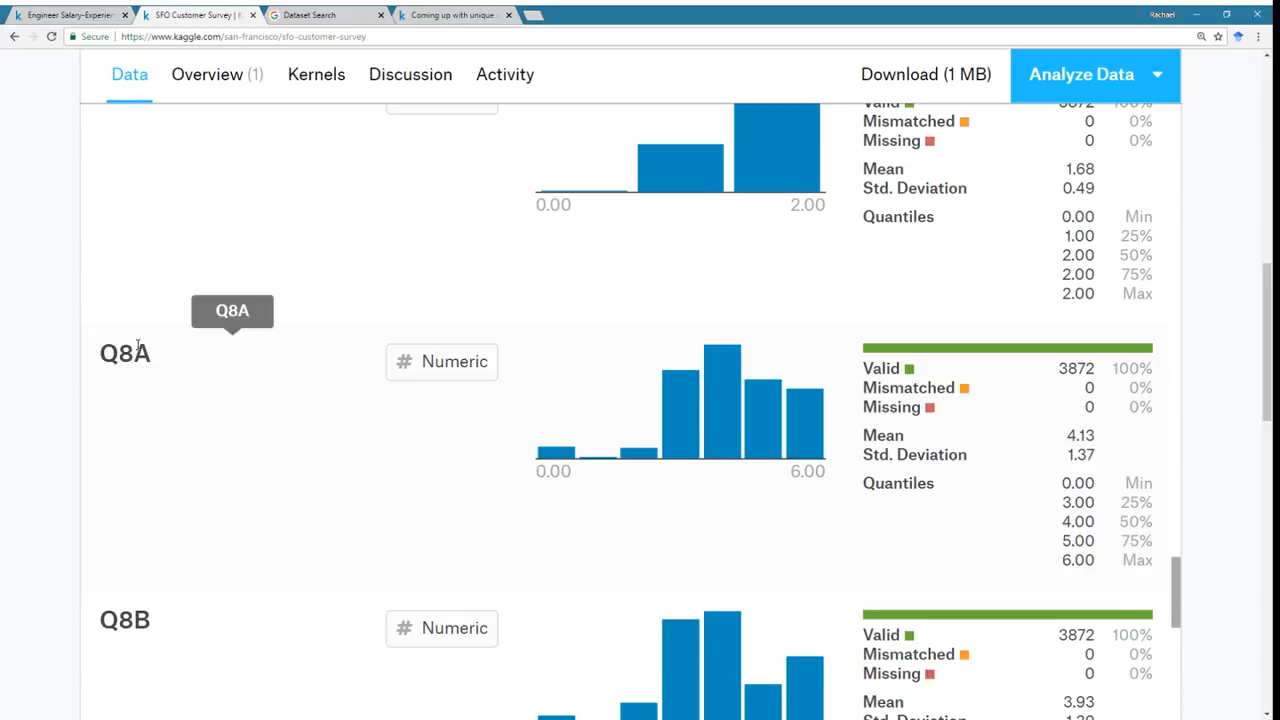 Engineer Salary-Experien
SFO Customer Survey | K
Dataset Search
Coming up with unique
Rachael
Secure
https://www.kaggle.com/san-francisco/sfo-customer-survey
Data
Overview (1)
Kernels
Discussion
Activity
Download (1 MB)
Analyze Data
Valid 3872 100%
Mismatched 0 0%
Missing 0 0%
Mean 1.68
Std. Deviation 0.49
0.00 2.00
Quantiles 0.00 Min
1.00 25%
2.00 50%
2.00 75%
2.00 Max
Q8A
Q8A
# Numeric
0.00 6.00
Valid 3872 100%
Mismatched 0 0%
Missing 0 0%
Mean 4.13
Std. Deviation 1.37
Quantiles 0.00 Min
3.00 25%
4.00 50%
5.00 75%
6.00 Max
Q8B
# Numeric
Valid 3872 100%
Mismatched 0 0%
Missing 0 0%
Mean 3.93